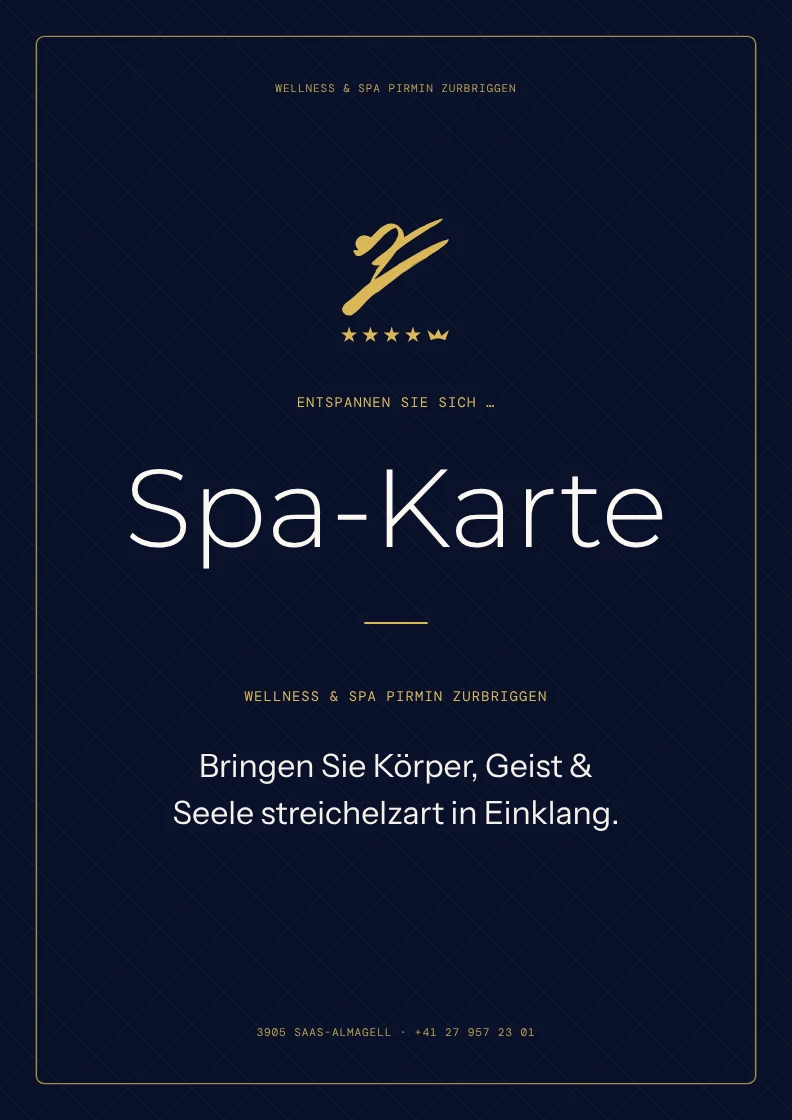 WELLNESS & SPA PIRMIN ZURBRIGGEN
ENTSPANNEN SIE SICH …
Spa-Karte
WELLNESS & SPA PIRMIN ZURBRIGGEN
Bringen Sie Körper, Geist &
Seele streichelzart in Einklang.
3905 SAAS-ALMAGELL · +41 27 957 23 01